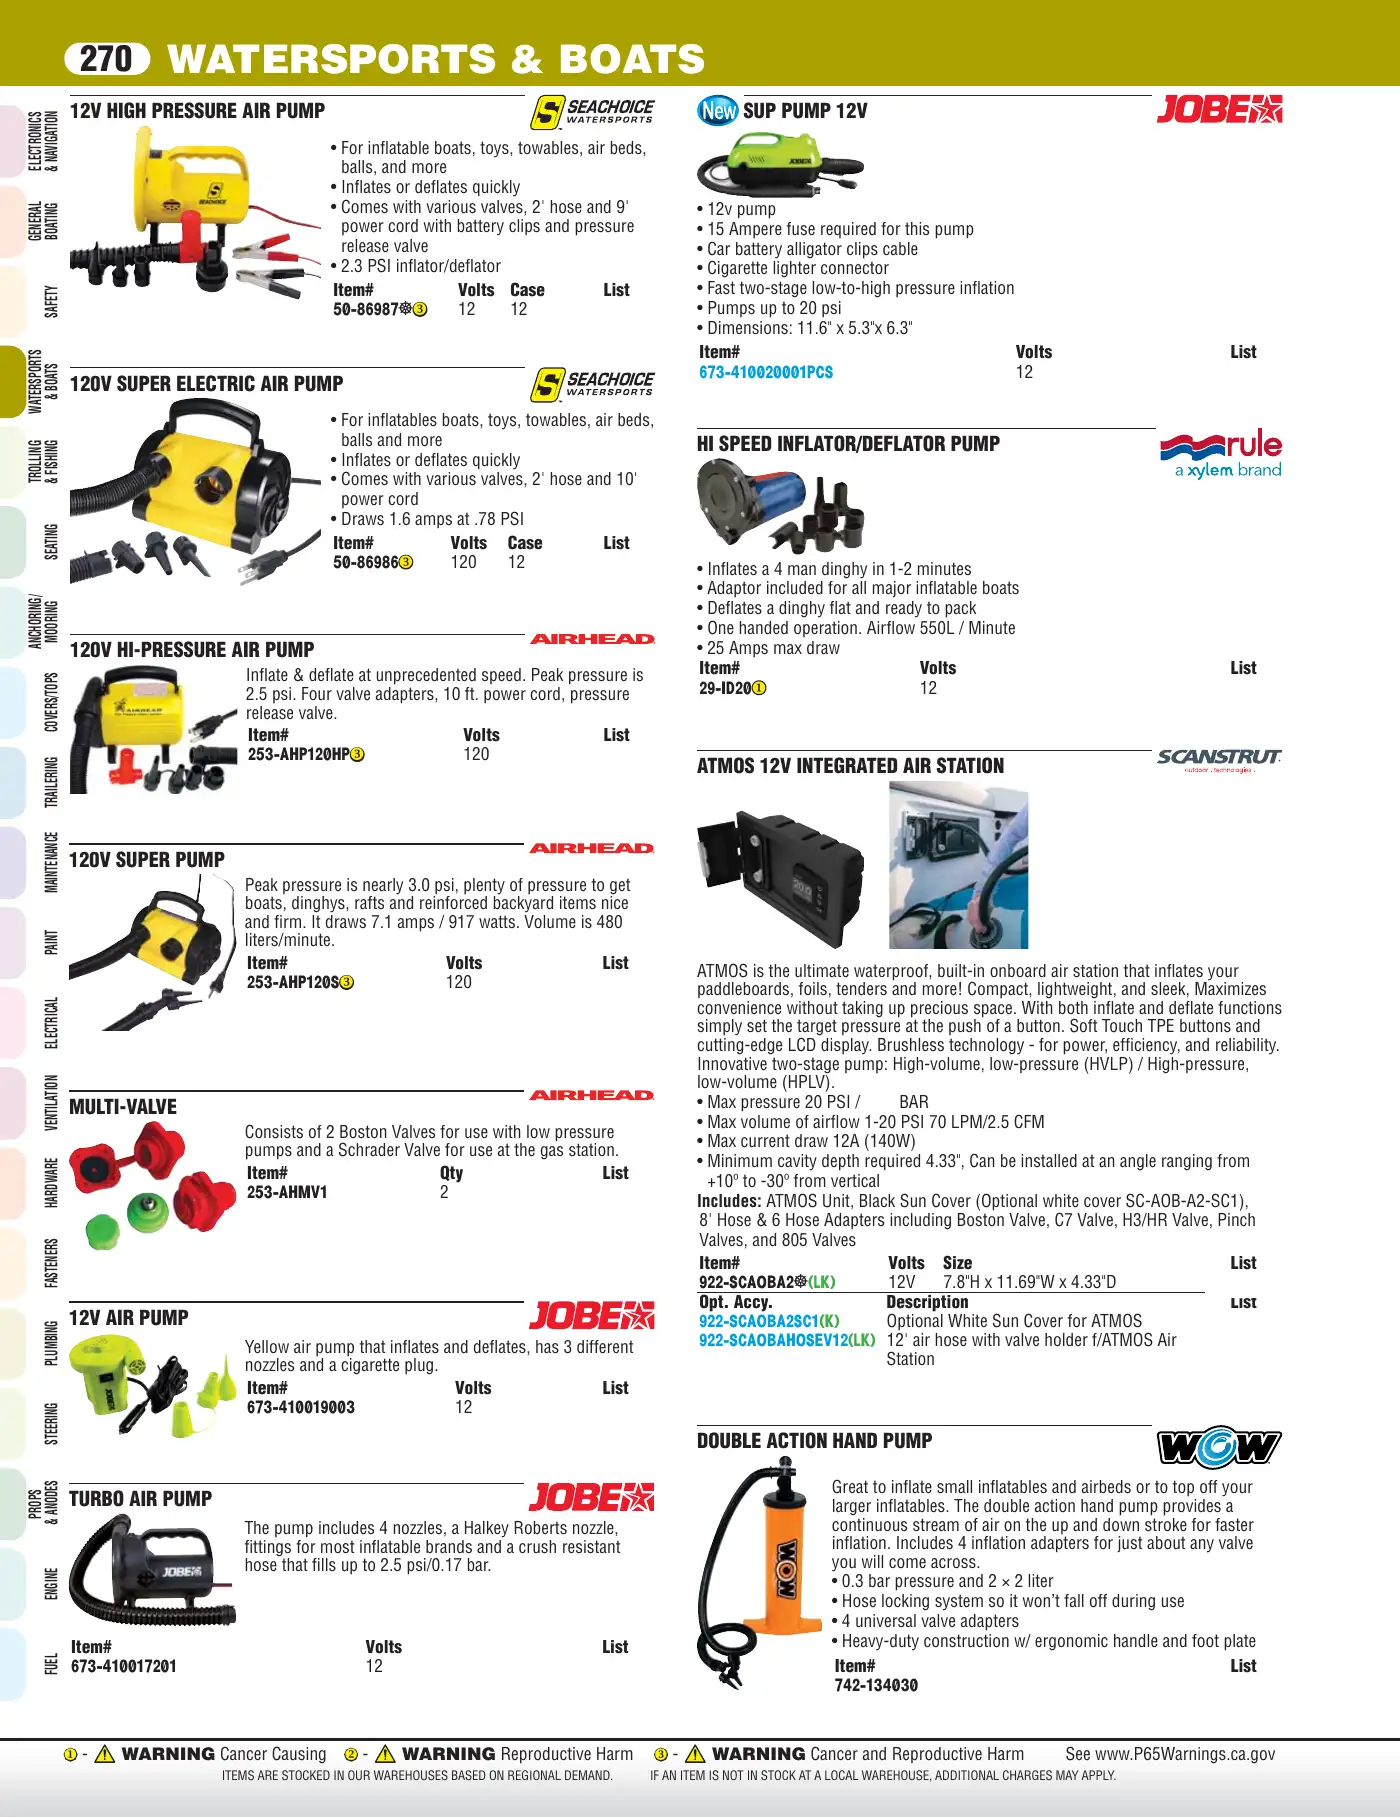 270 WATERSPORTS & BOATS
ELECTRONICS
& NAVIGATION
GENERAL
BOATING
SAFETY
WATERSPORTS
& BOATS
TROLLING
& FISHING
SEATING
ANCHORING/
MOORING
COVERS/TOPS
TRAILERING
MAINTENANCE
PAINT
ELECTRICAL
VENTILATION
HARDWARE
FASTENERS
PLUMBING
STEERING
PROPS
& ANODES
ENGINE
FUEL
12V HIGH PRESSURE AIR PUMP
SEACHOICE
WATERSPORTS
• For inflatable boats, toys, towables, air beds,
balls, and more
• Inflates or deflates quickly
• Comes with various valves, 2' hose and 9'
power cord with battery clips and pressure
release valve
• 2.3 PSI inflator/deflator
Item# Volts Case List
50-86987 3 12 12
120V SUPER ELECTRIC AIR PUMP
SEACHOICE
WATERSPORTS
• For inflatables boats, toys, towables, air beds,
balls and more
• Inflates or deflates quickly
• Comes with various valves, 2' hose and 10'
power cord
• Draws 1.6 amps at .78 PSI
Item# Volts Case List
50-86986 3 120 12
120V HI-PRESSURE AIR PUMP
AIRHEAD
Inflate & deflate at unprecedented speed. Peak pressure is
2.5 psi. Four valve adapters, 10 ft. power cord, pressure
release valve.
Item# Volts List
253-AHP120HP 3 120
120V SUPER PUMP
AIRHEAD
Peak pressure is nearly 3.0 psi, plenty of pressure to get
boats, dinghys, rafts and reinforced backyard items nice
and firm. It draws 7.1 amps / 917 watts. Volume is 480
liters/minute.
Item# Volts List
253-AHP120S 3 120
MULTI-VALVE
AIRHEAD
Consists of 2 Boston Valves for use with low pressure
pumps and a Schrader Valve for use at the gas station.
Item# Qty List
253-AHMV1 2
12V AIR PUMP
JOBE
Yellow air pump that inflates and deflates, has 3 different
nozzles and a cigarette plug.
Item# Volts List
673-410019003 12
TURBO AIR PUMP
JOBE
The pump includes 4 nozzles, a Halkey Roberts nozzle,
fittings for most inflatable brands and a crush resistant
hose that fills up to 2.5 psi/0.17 bar.
JOBE
Item# Volts List
673-410017201 12
New SUP PUMP 12V
JOBE
• 12v pump
• 15 Ampere fuse required for this pump
• Car battery alligator clips cable
• Cigarette lighter connector
• Fast two-stage low-to-high pressure inflation
• Pumps up to 20 psi
• Dimensions: 11.6" x 5.3"x 6.3"
Item# Volts List
673-410020001PCS 12
HI SPEED INFLATOR/DEFLATOR PUMP
rule
a xylem brand
• Inflates a 4 man dinghy in 1-2 minutes
• Adaptor included for all major inflatable boats
• Deflates a dinghy flat and ready to pack
• One handed operation. Airflow 550L / Minute
• 25 Amps max draw
Item# Volts List
29-ID20 1 12
ATMOS 12V INTEGRATED AIR STATION
SCANSTRUT
outdoor . technologies .
ATMOS is the ultimate waterproof, built-in onboard air station that inflates your
paddleboards, foils, tenders and more! Compact, lightweight, and sleek, Maximizes
convenience without taking up precious space. With both inflate and deflate functions
simply set the target pressure at the push of a button. Soft Touch TPE buttons and
cutting-edge LCD display. Brushless technology - for power, efficiency, and reliability.
Innovative two-stage pump: High-volume, low-pressure (HVLP) / High-pressure,
low-volume (HPLV).
• Max pressure 20 PSI / BAR
• Max volume of airflow 1-20 PSI 70 LPM/2.5 CFM
• Max current draw 12A (140W)
• Minimum cavity depth required 4.33", Can be installed at an angle ranging from
+10º to -30º from vertical
Includes: ATMOS Unit, Black Sun Cover (Optional white cover SC-AOB-A2-SC1),
8' Hose & 6 Hose Adapters including Boston Valve, C7 Valve, H3/HR Valve, Pinch
Valves, and 805 Valves
Item# Volts Size List
922-SCAOBA2 (LK) 12V 7.8"H x 11.69"W x 4.33"D
Opt. Accy. Description List
922-SCAOBA2SC1(K) Optional White Sun Cover for ATMOS
922-SCAOBAHOSEV12(LK) 12' air hose with valve holder f/ATMOS Air
Station
DOUBLE ACTION HAND PUMP
WOW
WOW
Great to inflate small inflatables and airbeds or to top off your
larger inflatables. The double action hand pump provides a
continuous stream of air on the up and down stroke for faster
inflation. Includes 4 inflation adapters for just about any valve
you will come across.
• 0.3 bar pressure and 2 × 2 liter
• Hose locking system so it won’t fall off during use
• 4 universal valve adapters
• Heavy-duty construction w/ ergonomic handle and foot plate
Item# List
742-134030
1 - WARNING Cancer Causing 2 - WARNING Reproductive Harm 3 - WARNING Cancer and Reproductive Harm See www.P65Warnings.ca.gov
ITEMS ARE STOCKED IN OUR WAREHOUSES BASED ON REGIONAL DEMAND. IF AN ITEM IS NOT IN STOCK AT A LOCAL WAREHOUSE, ADDITIONAL CHARGES MAY APPLY.